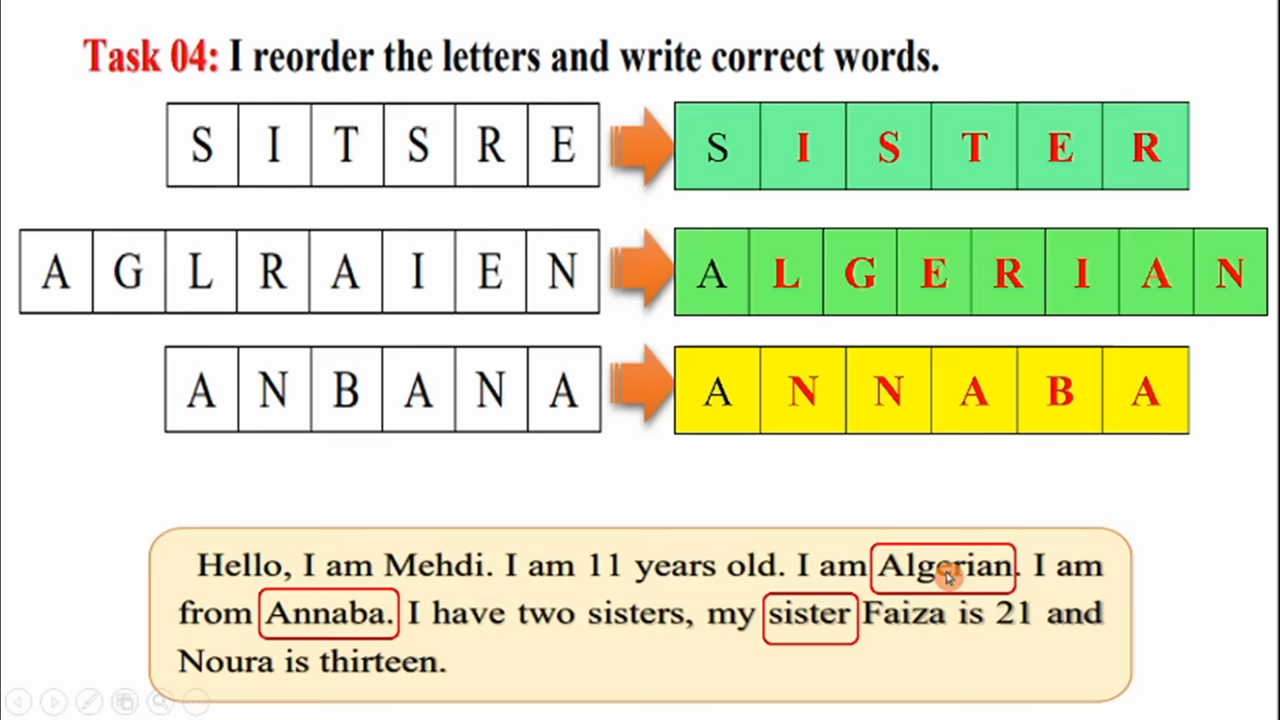 Task 04: I reorder the letters and write correct words.
S I T S R E S I S T E R
A G L R A I E N A L G E R I A N
A N B A N A A N N A B A
Hello, I am Mehdi. I am 11 years old. I am Algerian. I am
from Annaba. I have two sisters, my sister Faiza is 21 and
Noura is thirteen.